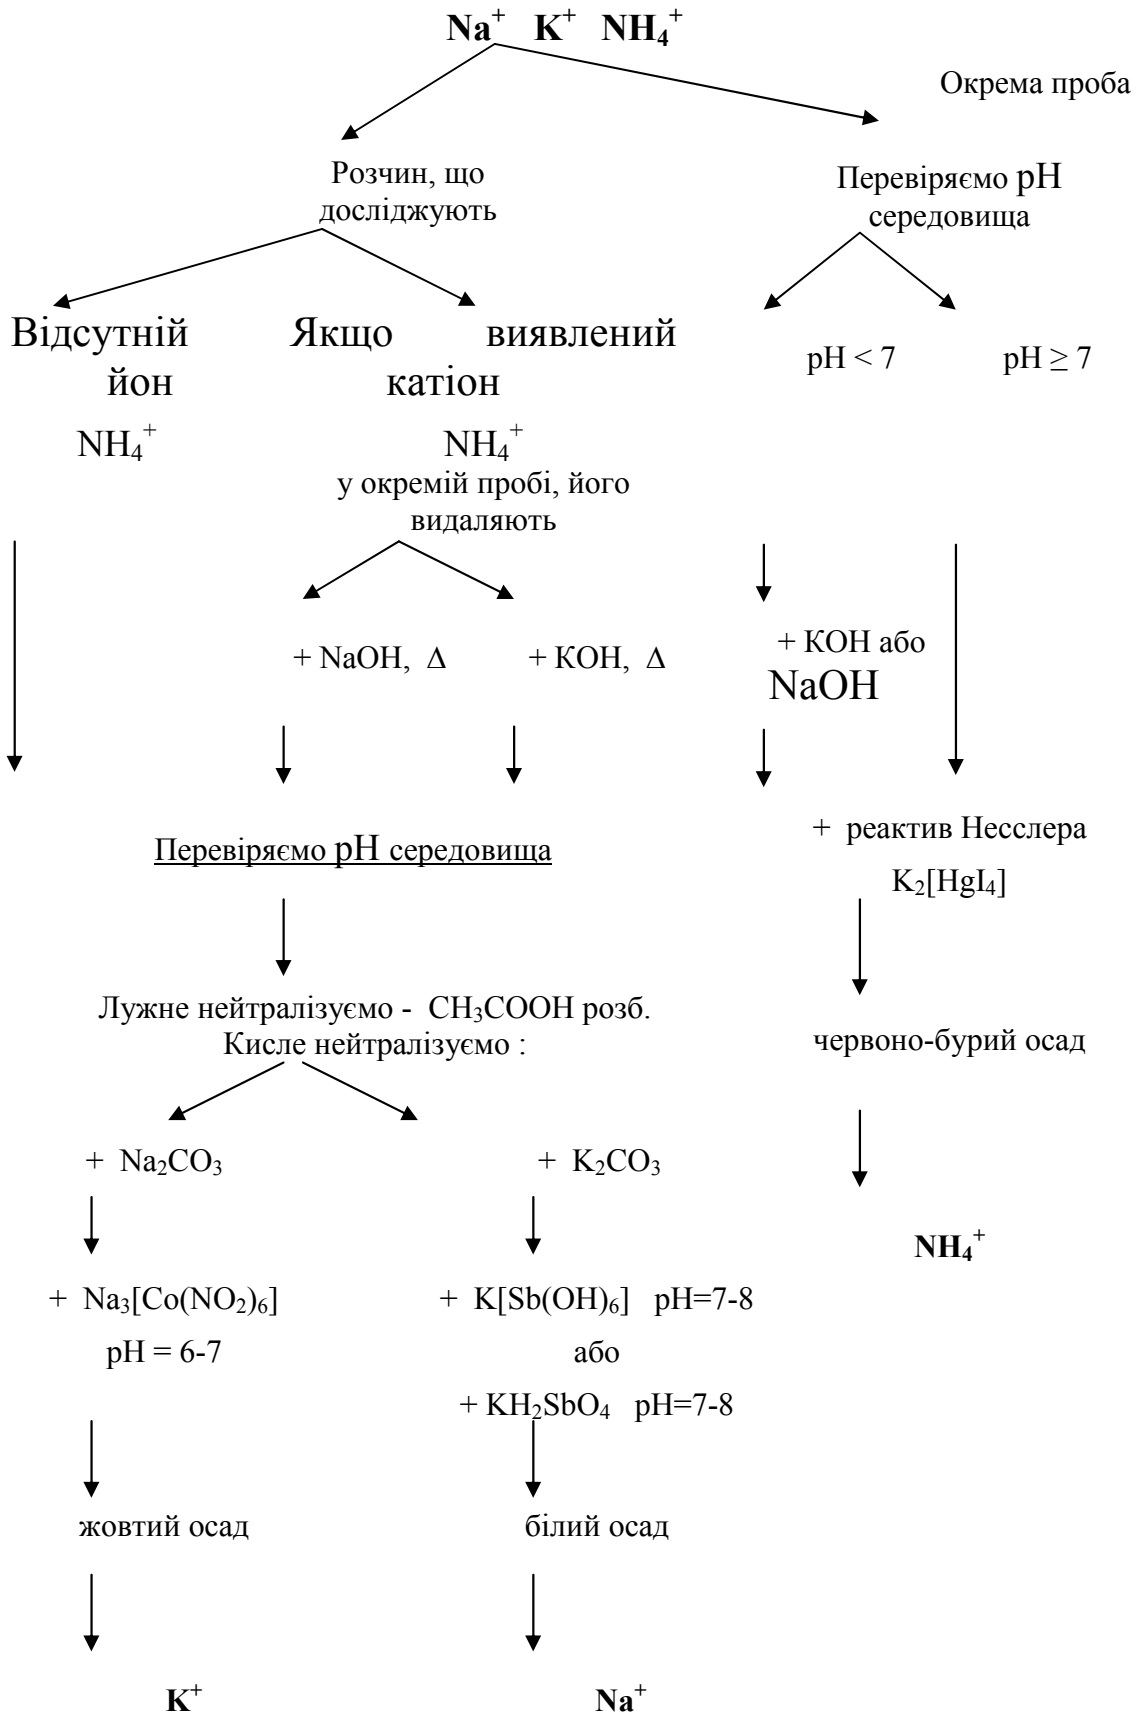 Na⁺ K⁺ NH₄⁺
Окрема проба
Розчин, що
досліджують
Перевіряємо pH
середовища
Відсутній
йон
NH₄⁺
Якщо виявлений
катіон
NH₄⁺
у окремій пробі, його
видаляють
pH < 7
pH ≥ 7
+ NaOH, Δ
+ КОН, Δ
+ КОН або
NaOH
Перевіряємо pH середовища
+ реактив Несслера
K₂[HgI₄]
Лужне нейтралізуємо - CH₃COOH розб.
Кисле нейтралізуємо :
червоно-бурий осад
+ Na₂CO₃
+ K₂CO₃
NH₄⁺
+ Na₃[Co(NO₂)₆]
pH = 6-7
+ K[Sb(OH)₆] pH=7-8
або
+ KH₂SbO₄ pH=7-8
жовтий осад
білий осад
K⁺
Na⁺